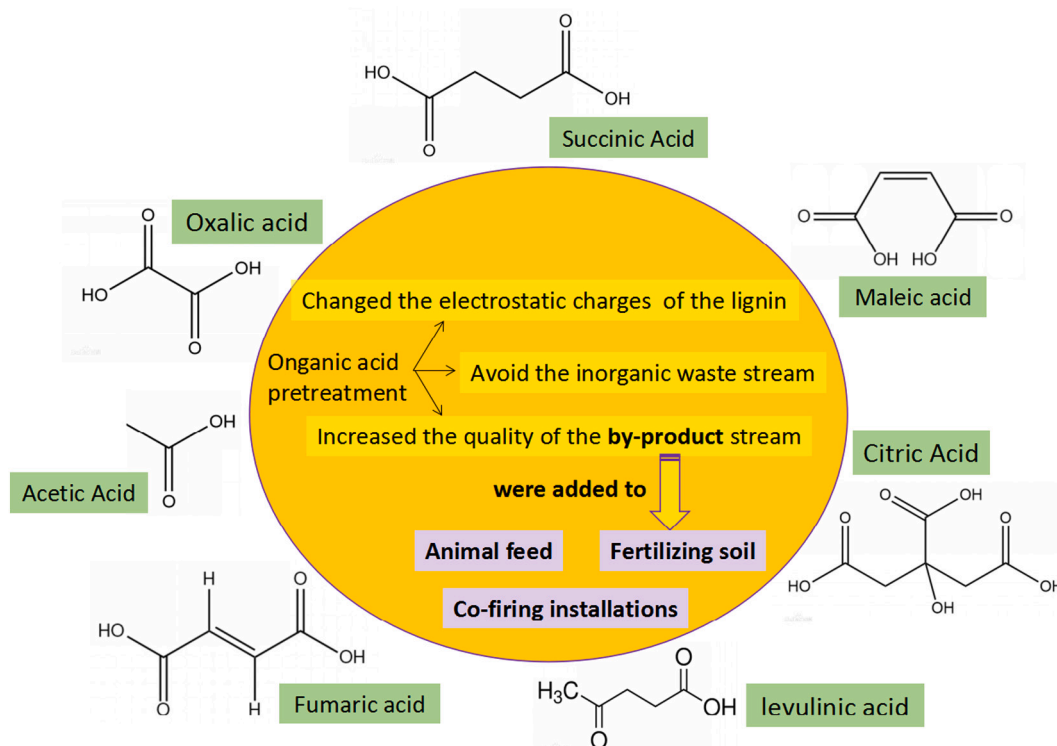 O
HO
OH
O
Succinic Acid
O
Oxalic acid
OH
HO
O
O
O
OH HO
Maleic acid
Changed the electrostatic charges of the lignin
Onganic acid
pretreatment
Avoid the inorganic waste stream
Increased the quality of the by-product stream
OH
O
Acetic Acid
Citric Acid
were added to
Animal feed
Fertilizing soil
Co-firing installations
OH
O
O
O
HO
OH
OH
H
O
HO
OH
O
H
Fumaric acid
O
H₃C
OH
O
levulinic acid